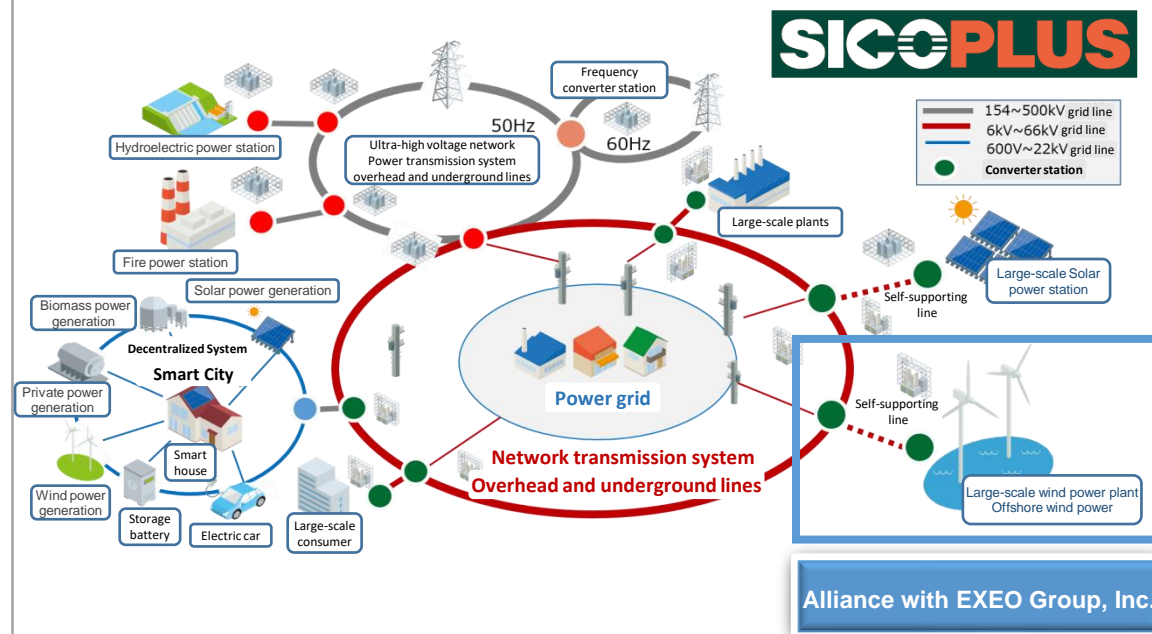 SICOPLUS
Frequency
converter station
154~500kV grid line
6kV~66kV grid line
600V~22kV grid line
Converter station
50Hz
60Hz
Hydroelectric power station
Ultra-high voltage network
Power transmission system
overhead and underground lines
Large-scale plants
Fire power station
Large-scale Solar
power station
Self-supporting
line
Solar power generation
Biomass power
generation
Decentralized System
Smart City
Private power
generation
Power grid
Self-supporting
line
Smart
house
Network transmission system
Overhead and underground lines
Wind power
generation
Storage
battery
Electric car
Large-scale
consumer
Large-scale wind power plant
Offshore wind power
Alliance with EXEO Group, Inc.